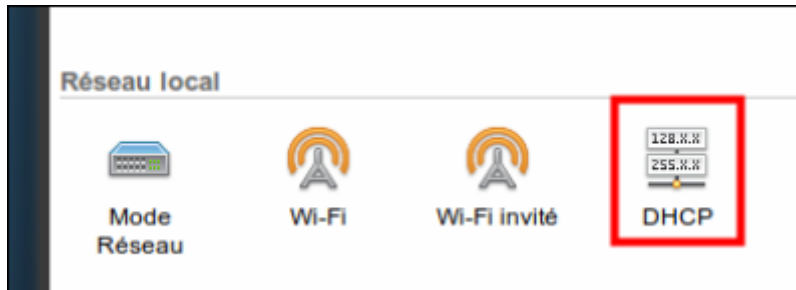 Réseau local
128.X.X
255.X.X
Mode
Réseau
Wi-Fi
Wi-Fi invité
DHCP